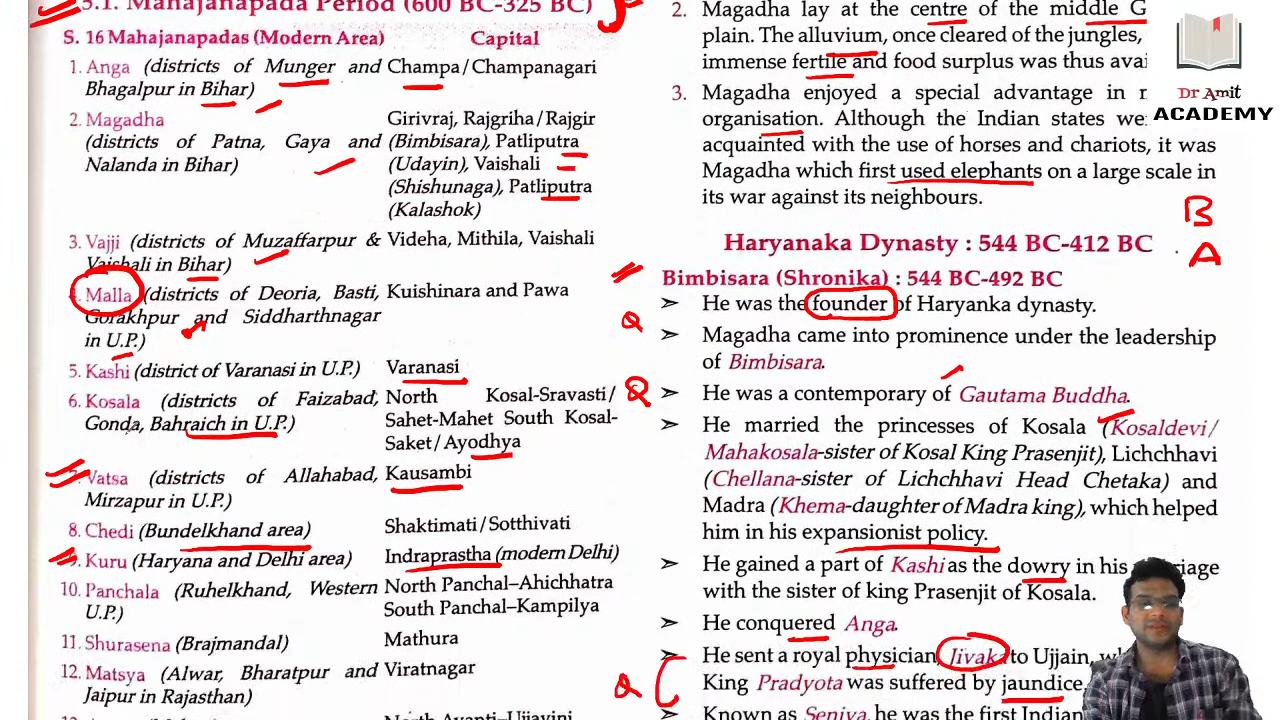 5.1. Mahajanapada Period (600 BC-325 BC)
S. 16 Mahajanapadas (Modern Area) Capital
1. Anga (districts of Munger and Champa/Champanagari
Bhagalpur in Bihar)
2. Magadha Girivraj, Rajgriha/Rajgir
(districts of Patna, Gaya and (Bimbisara), Patliputra
Nalanda in Bihar) (Udayin), Vaishali
(Shishunaga), Patliputra
(Kalashok)
3. Vajji (districts of Muzaffarpur & Videha, Mithila, Vaishali
Vaishali in Bihar)
4. Malla (districts of Deoria, Basti, Kuishinara and Pawa
Gorakhpur and Siddharthnagar
in U.P.)
5. Kashi (district of Varanasi in U.P.) Varanasi
6. Kosala (districts of Faizabad, North Kosal-Sravasti/
Gonda, Bahraich in U.P.) Sahet-Mahet South Kosal-
Saket/Ayodhya
7. Vatsa (districts of Allahabad, Kausambi
Mirzapur in U.P.)
8. Chedi (Bundelkhand area) Shaktimati/Sotthivati
9. Kuru (Haryana and Delhi area) Indraprastha (modern Delhi)
10. Panchala (Ruhelkhand, Western North Panchal–Ahichhatra
U.P.) South Panchal–Kampilya
11. Shurasena (Brajmandal) Mathura
12. Matsya (Alwar, Bharatpur and Viratnagar
Jaipur in Rajasthan)
North Avanti–Ujjayini
2. Magadha lay at the centre of the middle G
plain. The alluvium, once cleared of the jungles,
immense fertile and food surplus was thus avai
3. Magadha enjoyed a special advantage in
organisation. Although the Indian states we
acquainted with the use of horses and chariots, it was
Magadha which first used elephants on a large scale in
its war against its neighbours.
B
A
Haryanaka Dynasty : 544 BC-412 BC
Bimbisara (Shronika) : 544 BC-492 BC
➢ He was the founder of Haryanka dynasty.
Q
➢ Magadha came into prominence under the leadership
of Bimbisara.
Q
➢ He was a contemporary of Gautama Buddha.
➢ He married the princesses of Kosala (Kosaldevi/
Mahakosala-sister of Kosal King Prasenjit), Lichchhavi
(Chellana-sister of Lichchhavi Head Chetaka) and
Madra (Khema-daughter of Madra king), which helped
him in his expansionist policy.
➢ He gained a part of Kashi as the dowry in his
with the sister of king Prasenjit of Kosala.
➢ He conquered Anga.
➢ He sent a royal physician, Jivaka to Ujjain,
Q
King Pradyota was suffered by jaundice.
➢ Known as Seniya, he was the first Indian
Dr Amit
ACADEMY